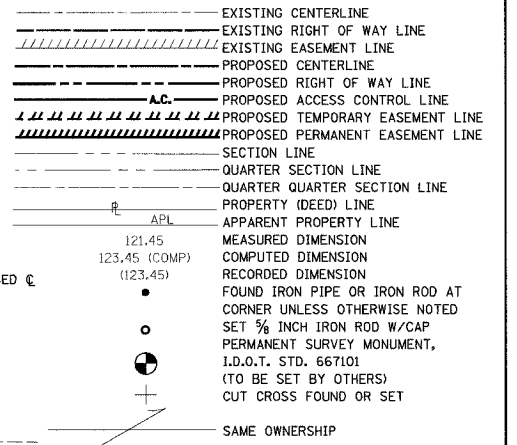 EXISTING CENTERLINE
EXISTING RIGHT OF WAY LINE
EXISTING EASEMENT LINE
PROPOSED CENTERLINE
PROPOSED RIGHT OF WAY LINE
A.C. PROPOSED ACCESS CONTROL LINE
PROPOSED TEMPORARY EASEMENT LINE
PROPOSED PERMANENT EASEMENT LINE
SECTION LINE
QUARTER SECTION LINE
QUARTER QUARTER SECTION LINE
PL PROPERTY (DEED) LINE
APL APPARENT PROPERTY LINE
121.45 MEASURED DIMENSION
123.45 (COMP) COMPUTED DIMENSION
ED ℄ (123.45) RECORDED DIMENSION
FOUND IRON PIPE OR IRON ROD AT
CORNER UNLESS OTHERWISE NOTED
SET 5/8 INCH IRON ROD W/CAP
PERMANENT SURVEY MONUMENT,
I.D.O.T. STD. 667101
(TO BE SET BY OTHERS)
CUT CROSS FOUND OR SET
SAME OWNERSHIP